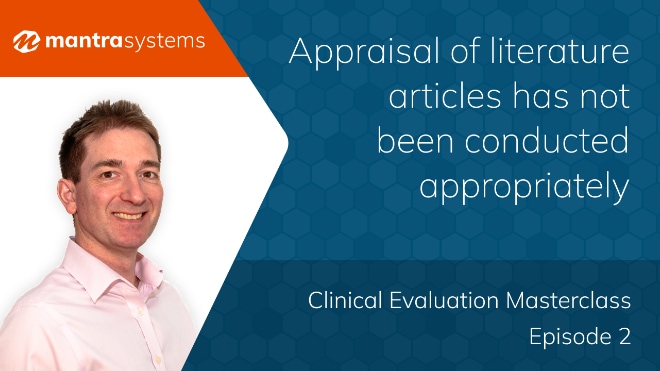 mantrasystems
Appraisal of literature
articles has not
been conducted
appropriately
Clinical Evaluation Masterclass
Episode 2